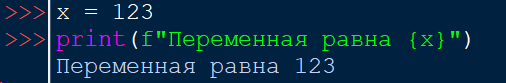 >>> x = 123
>>> print(f"Переменная равна {x}")
Переменная равна 123